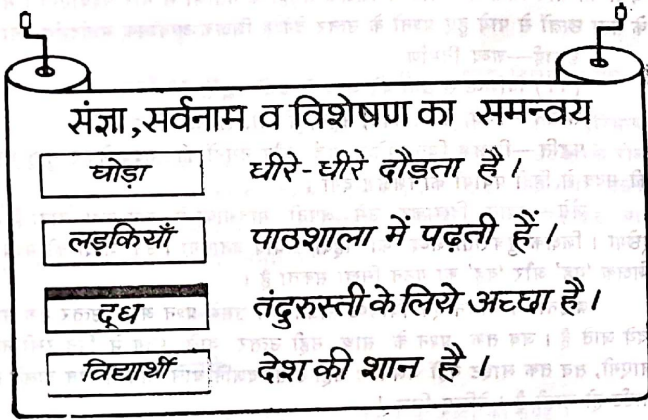 संज्ञा, सर्वनाम व विशेषण का समन्वय
घोड़ा धीरे-धीरे दौड़ता है।
लड़कियाँ पाठशाला में पढ़ती हैं।
दूध तंदुरुस्ती के लिये अच्छा है।
विद्यार्थी देश की शान है।